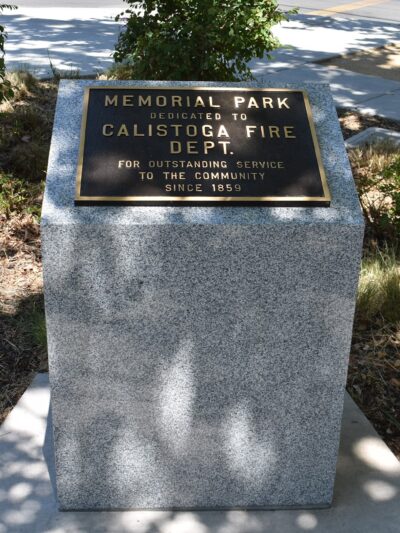 MEMORIAL PARK
DEDICATED TO
CALISTOGA FIRE
DEPT.
FOR OUTSTANDING SERVICE
TO THE COMMUNITY
SINCE 1859